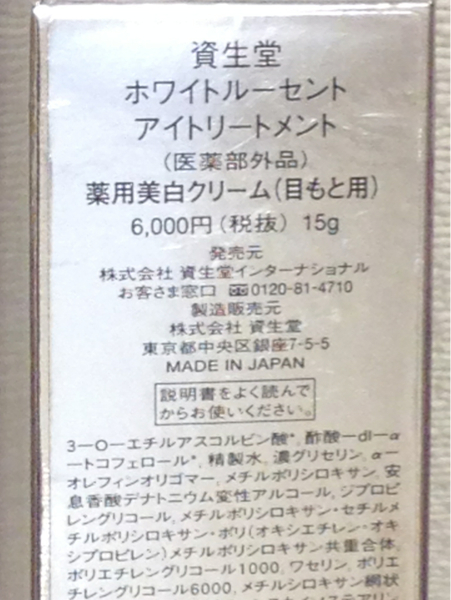 資生堂
ホワイトルーセント
アイトリートメント
(医薬部外品)
薬用美白クリーム(目もと用)
6,000円(税抜) 15g
発売元
株式会社 資生堂インターナショナル
お客さま窓口 0120-81-4710
製造販売元
株式会社 資生堂
東京都中央区銀座7-5-5
MADE IN JAPAN
説明書をよく読んで
からお使いください。
3-O-エチルアスコルビン酸*, 酢酸-dl-α
-トコフェロール*, 精製水, 濃グリセリン, α-
オレフィンオリゴマー, メチルポリシロキサン, 安
息香酸デナトニウム変性アルコール, ジプロピ
レングリコール, メチルポリシロキサン・セチルメ
チルポリシロキサン・ポリ(オキシエチレン・オキ
シプロピレン)メチルポリシロキサン共重合体,
ポリエチレングリコール1000, ワセリン, ポリエ
チレングリコール6000, メチルシロキサン網状